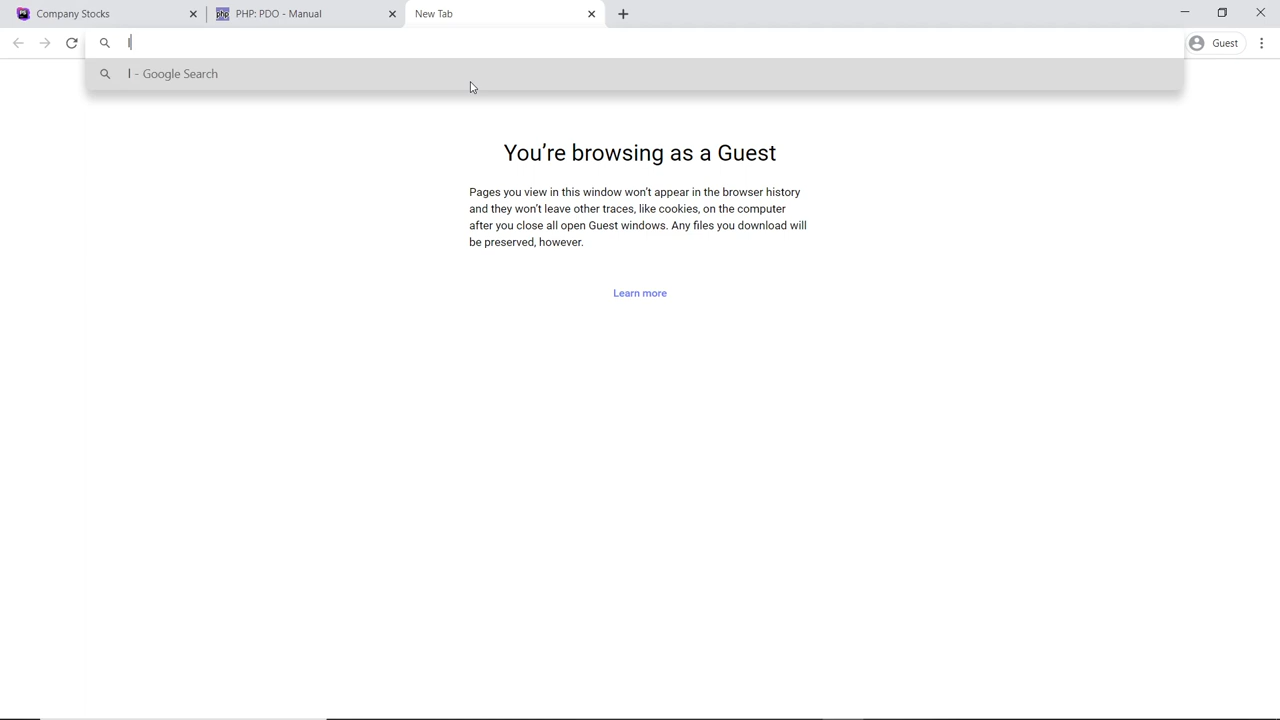 Company Stocks
php PHP: PDO - Manual
New Tab
l
Guest
l - Google Search
You're browsing as a Guest
Pages you view in this window won't appear in the browser history
and they won't leave other traces, like cookies, on the computer
after you close all open Guest windows. Any files you download will
be preserved, however.
Learn more